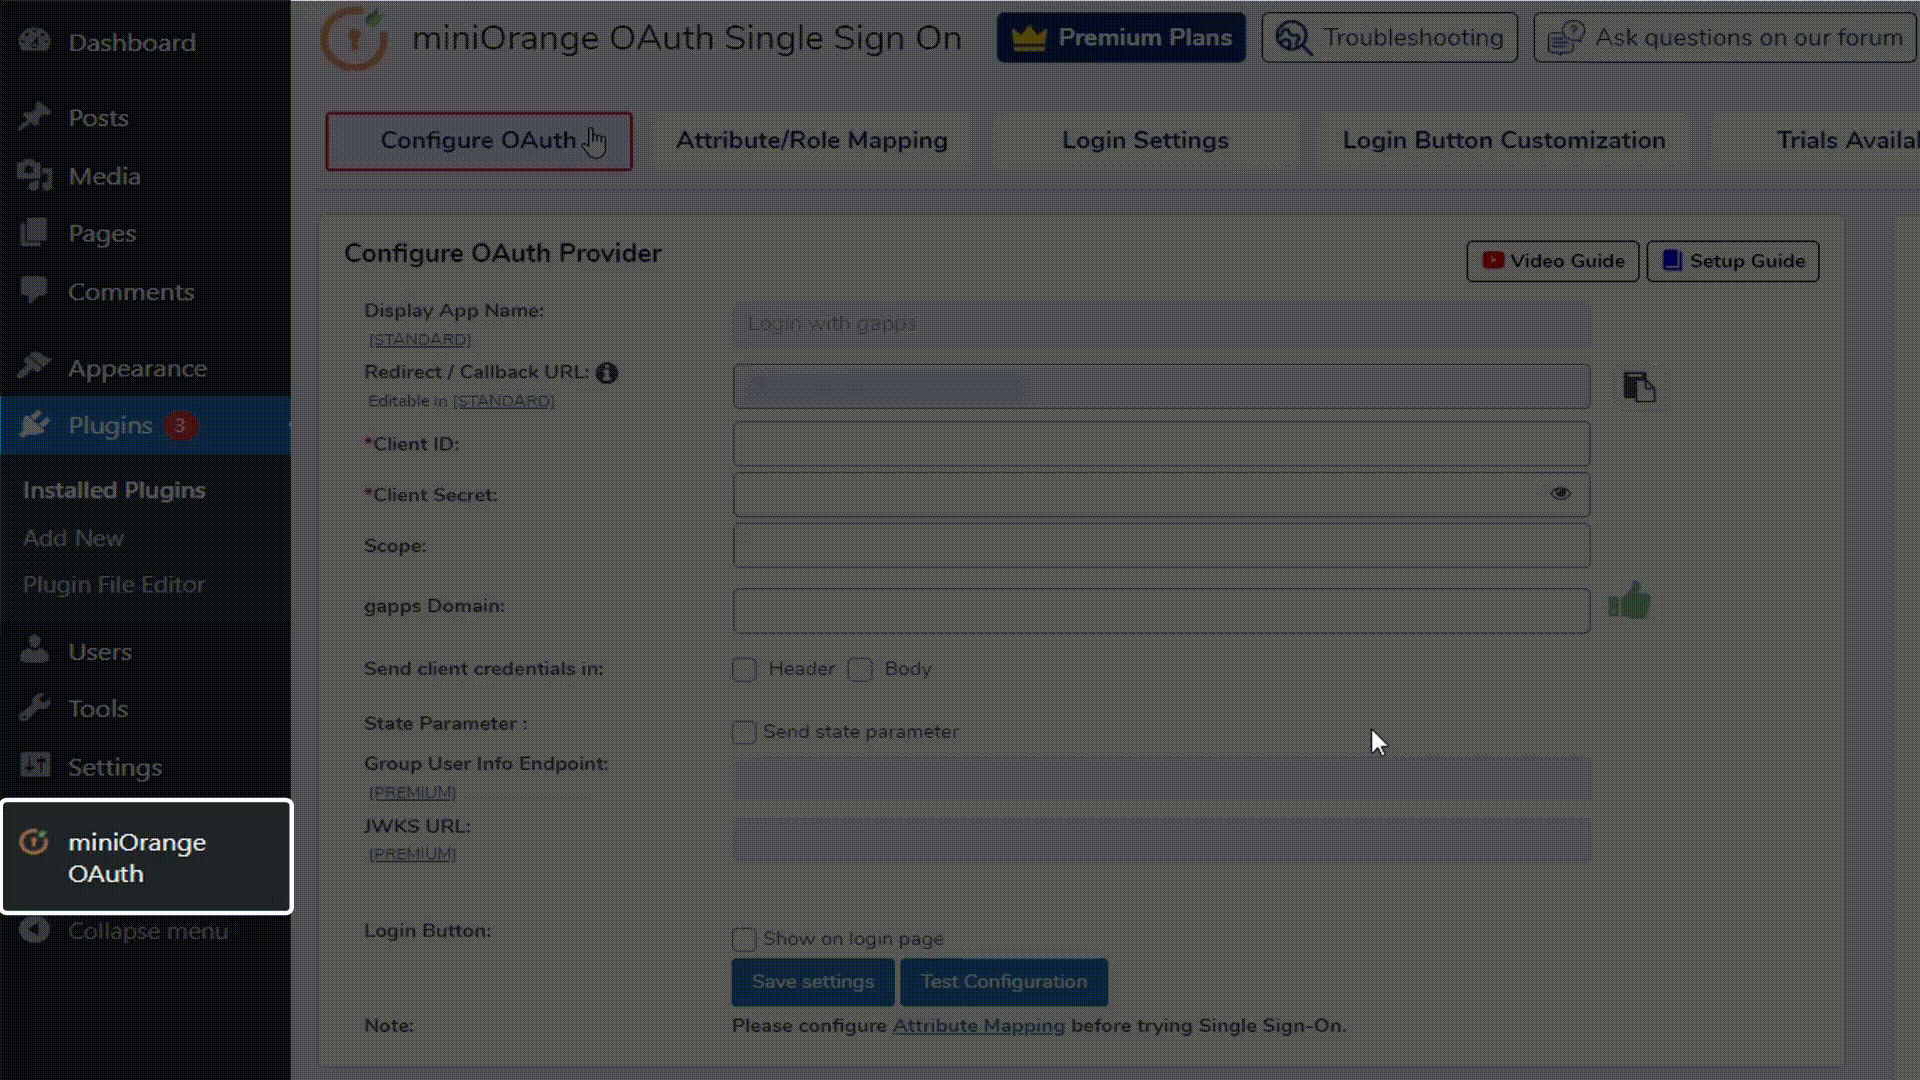 Dashboard
Posts
Media
Pages
Comments
Appearance
Plugins 3
Installed Plugins
Add New
Plugin File Editor
Users
Tools
Settings
miniOrange
OAuth
Collapse menu
miniOrange OAuth Single Sign On
Premium Plans
Troubleshooting
Ask questions on our forum
Configure OAuth
Attribute/Role Mapping
Login Settings
Login Button Customization
Trials Availal
Configure OAuth Provider
Video Guide
Setup Guide
Display App Name:
[STANDARD]
Login with gapps
Redirect / Callback URL:
Editable in [STANDARD]
*Client ID:
*Client Secret:
Scope:
gapps Domain:
Send client credentials in:
Header
Body
State Parameter :
Send state parameter
Group User Info Endpoint:
[PREMIUM]
JWKS URL:
[PREMIUM]
Login Button:
Show on login page
Save settings
Test Configuration
Note:
Please configure Attribute Mapping before trying Single Sign-On.